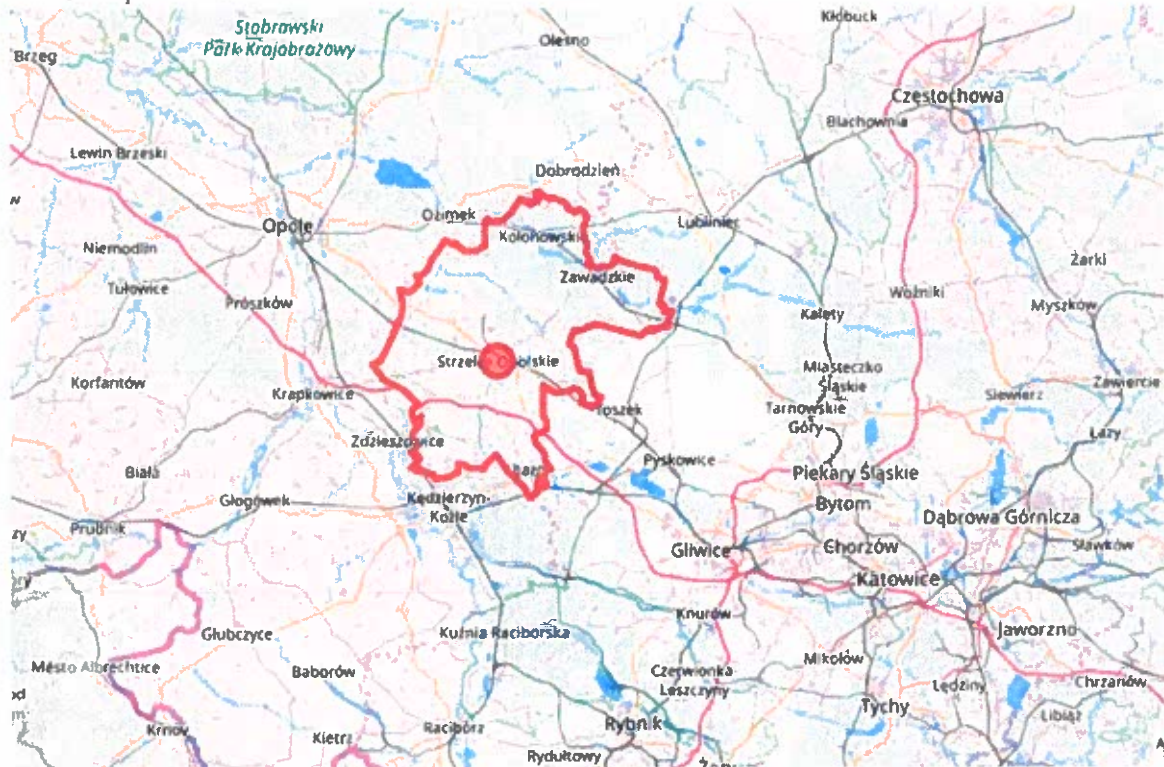 Stobrawski
Park Krajobrazowy
Kłobuck
Olesno
Brzeg
Częstochowa
Blachownia
Lewin Brzeski
Dobrodzień
w
Ozimek
Opole
Lubliniec
Kolonowski
Niemodlin
Żarki
Zawadzkie
Tułowice
Woźniki
Prószków
Myszków
Kalety
Strzelce Opolskie
Miasteczko
Śląskie
Korfantów
Zawiercie
Krapkowice
Siewierz
Toszek
Tarnowskie
Góry
Łazy
Zdzieszowice
Pyskowice
Biała
Piekary Śląskie
Głogówek
Kędzierzyn-
Koźle
Bytom
Prudnik
Dąbrowa Górnicza
zy
Gliwice
Chorzów
Sławków
Katowice
Knurów
Głubczyce
Kuźnia Raciborska
Jaworzno
Mikołów
Město Albrechtice
Baborów
Czerwionka
Leszczyny
Lędziny
Chrzanów
od
Tychy
Libiąż
Krnov
Kietrz
Racibórz
Rybnik
Rydułtowy